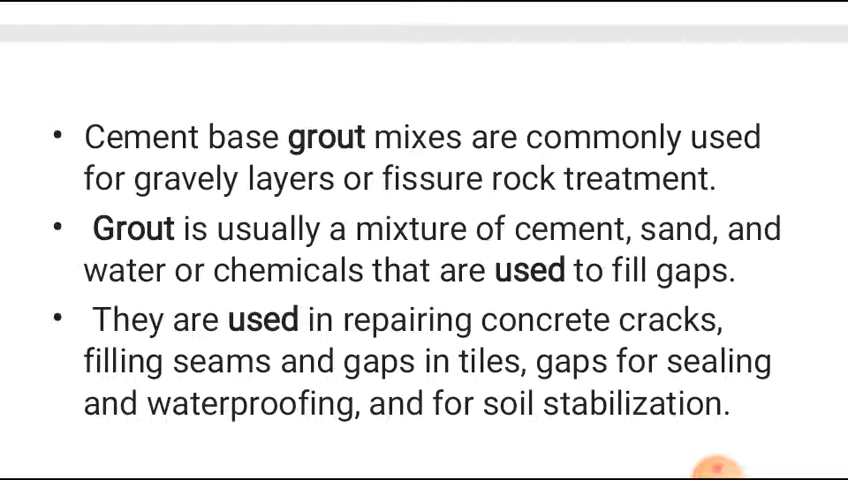 • Cement base grout mixes are commonly used
for gravely layers or fissure rock treatment.
• Grout is usually a mixture of cement, sand, and
water or chemicals that are used to fill gaps.
• They are used in repairing concrete cracks,
filling seams and gaps in tiles, gaps for sealing
and waterproofing, and for soil stabilization.